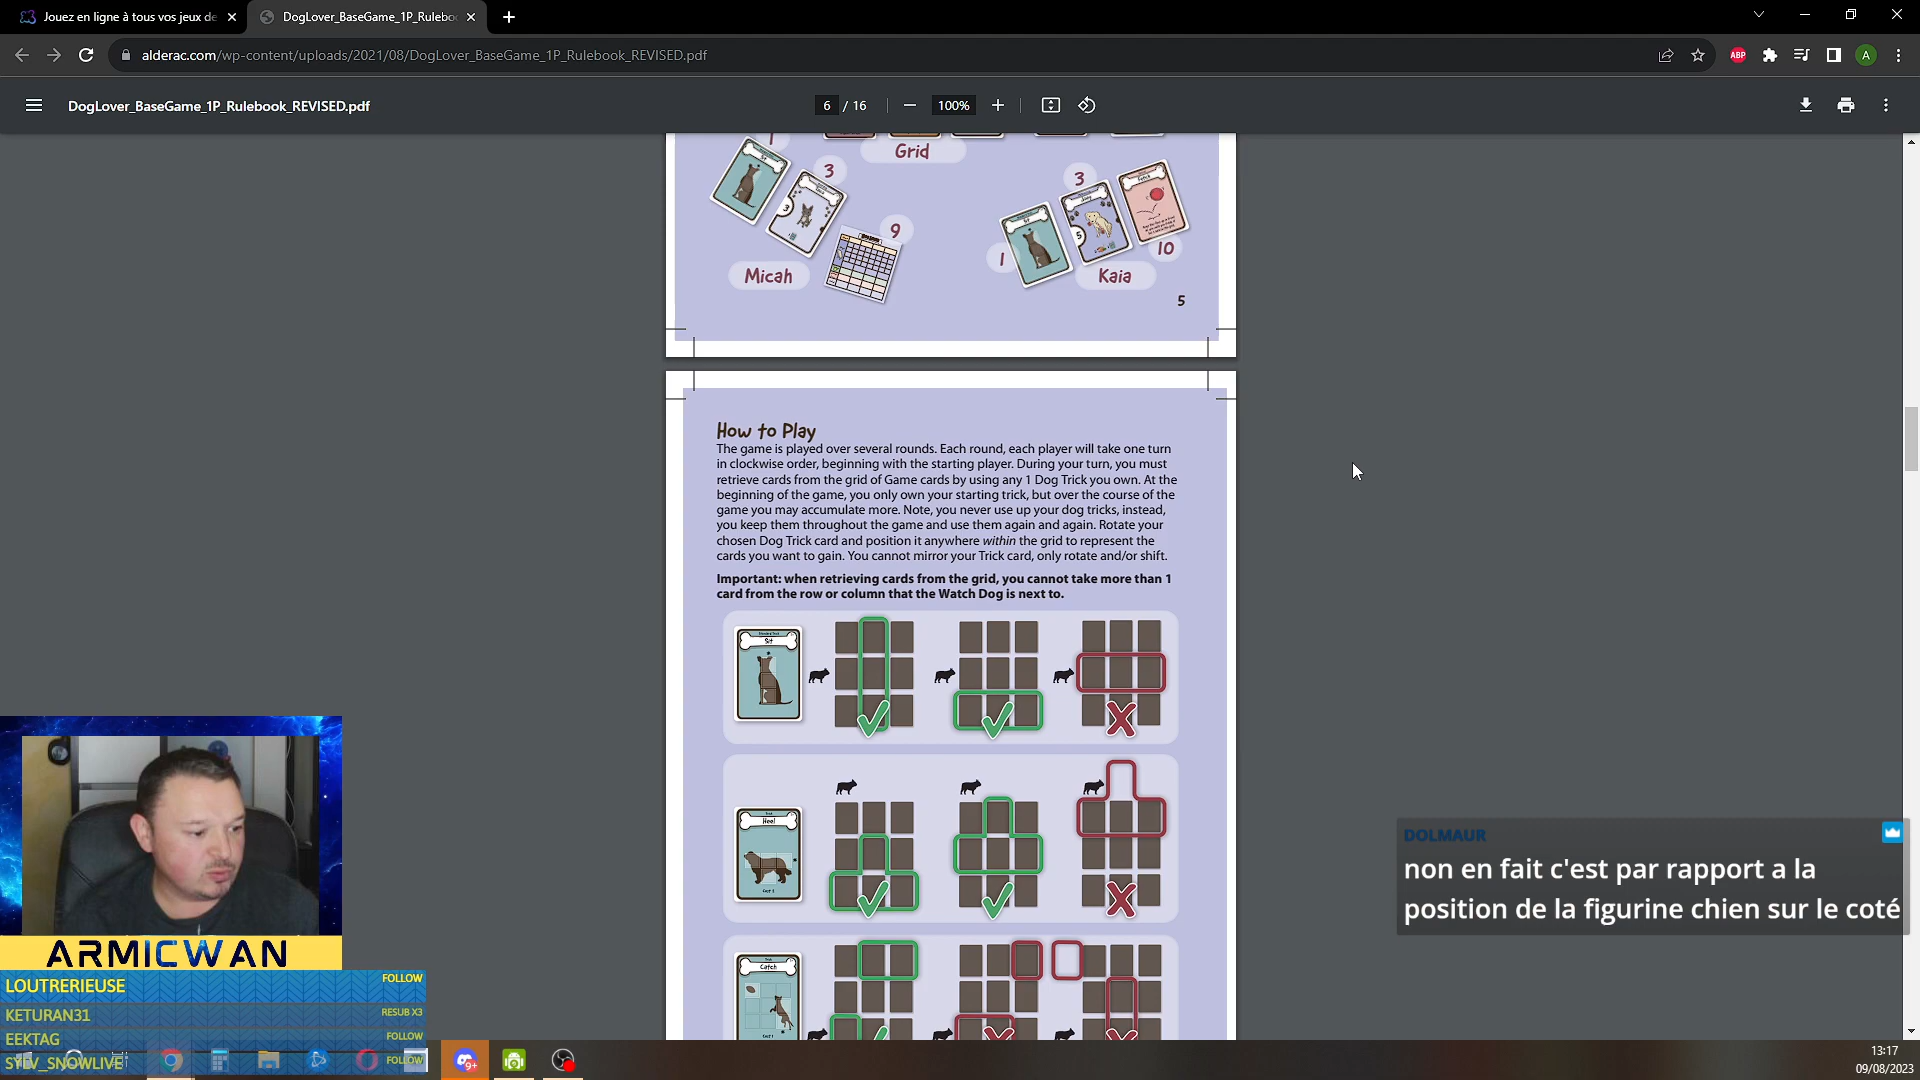 Jouez en ligne à tous vos jeux de
DogLover_BaseGame_1P_Ruleboo
alderac.com/wp-content/uploads/2021/08/DogLover_BaseGame_1P_Rulebook_REVISED.pdf
ABP
A
DogLover_BaseGame_1P_Rulebook_REVISED.pdf
6 / 16
100%
Grid
1
Sit
3
3
9
Micah
3
Fetch
Sit
5
1
10
Kaia
5
How to Play
The game is played over several rounds. Each round, each player will take one turn
in clockwise order, beginning with the starting player. During your turn, you must
retrieve cards from the grid of Game cards by using any 1 Dog Trick you own. At the
beginning of the game, you only own your starting trick, but over the course of the
game you may accumulate more. Note, you never use up your dog tricks, instead,
you keep them throughout the game and use them again and again. Rotate your
chosen Dog Trick card and position it anywhere within the grid to represent the
cards you want to gain. You cannot mirror your Trick card, only rotate and/or shift.
Important: when retrieving cards from the grid, you cannot take more than 1
card from the row or column that the Watch Dog is next to.
Sit
Heel
Catch
DOLMAUR
non en fait c'est par rapport a la
position de la figurine chien sur le coté
ARMICWAN
LOUTRERIEUSE FOLLOW
KETURAN31 RESUB X3
EEKTAG FOLLOW
SYLV_SNOWLIVE FOLLOW
9+
13:17
09/08/2023